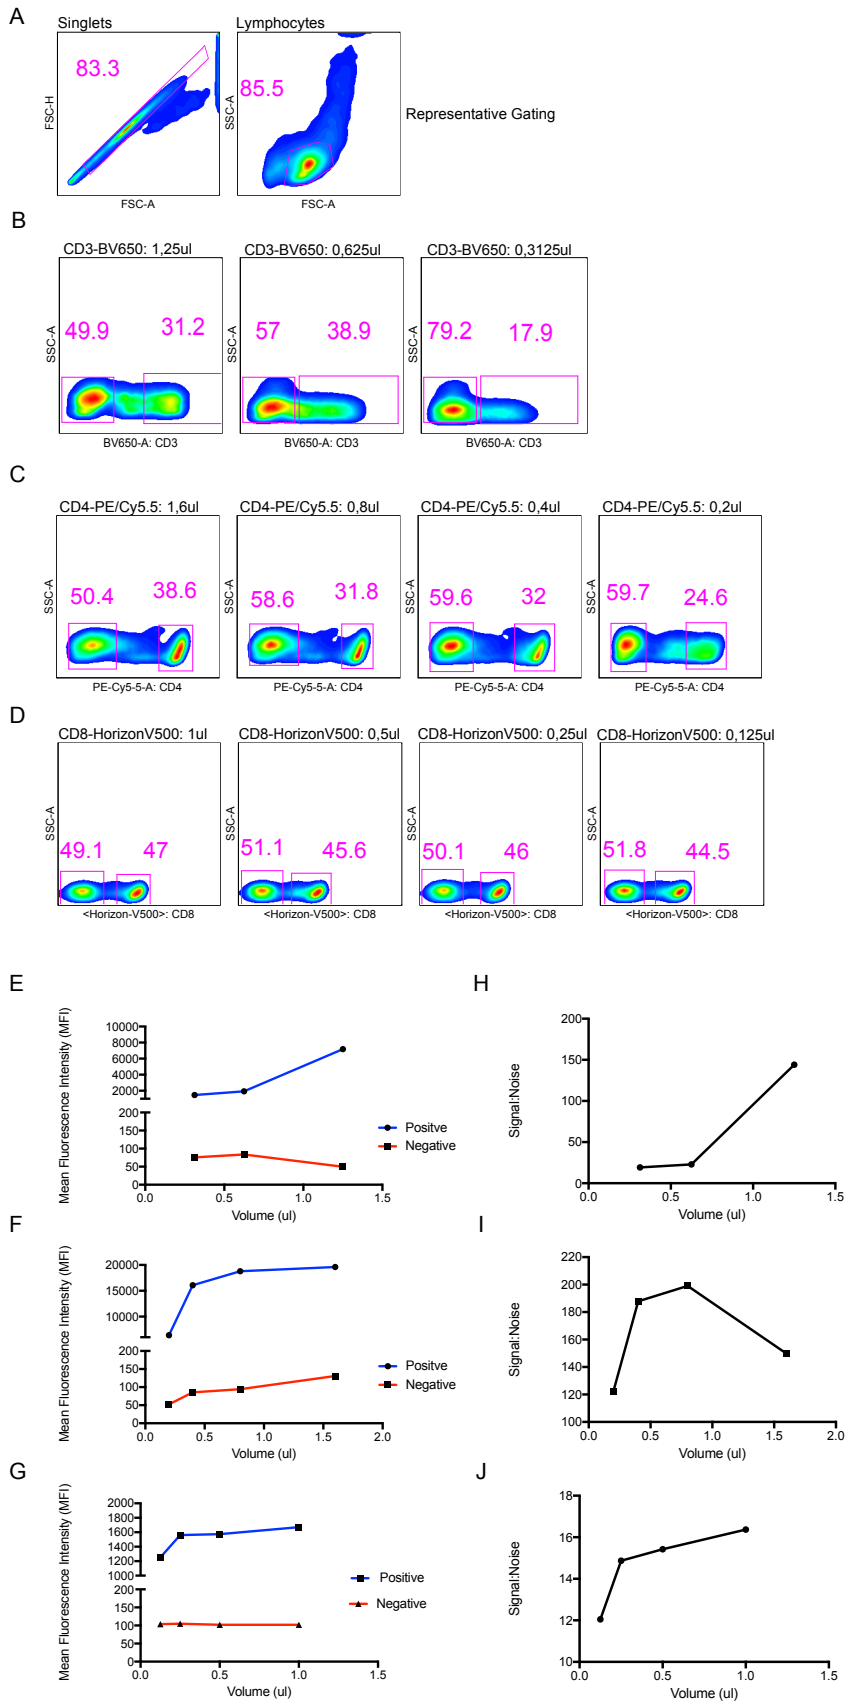 A
Singlets
Lymphocytes
83.3
85.5
FSC-H
SSC-A
FSC-A
FSC-A
Representative Gating
B
CD3-BV650: 1,25ul
CD3-BV650: 0,625ul
CD3-BV650: 0,3125ul
49.9
31.2
57
38.9
79.2
17.9
SSC-A
SSC-A
SSC-A
BV650-A: CD3
BV650-A: CD3
BV650-A: CD3
C
CD4-PE/Cy5.5: 1,6ul
CD4-PE/Cy5.5: 0,8ul
CD4-PE/Cy5.5: 0,4ul
CD4-PE/Cy5.5: 0,2ul
50.4
38.6
58.6
31.8
59.6
32
59.7
24.6
SSC-A
SSC-A
SSC-A
SSC-A
PE-Cy5-5-A: CD4
PE-Cy5-5-A: CD4
PE-Cy5-5-A: CD4
PE-Cy5-5-A: CD4
D
CD8-HorizonV500: 1ul
CD8-HorizonV500: 0,5ul
CD8-HorizonV500: 0,25ul
CD8-HorizonV500: 0,125ul
49.1
47
51.1
45.6
50.1
46
51.8
44.5
SSC-A
SSC-A
SSC-A
SSC-A
<Horizon-V500>: CD8
<Horizon-V500>: CD8
<Horizon-V500>: CD8
<Horizon-V500>: CD8
E
Mean Fluorescence Intensity (MFI)
10000
8000
6000
4000
2000
200
150
100
50
0
0.0
0.5
1.0
1.5
Volume (ul)
Positve
Negative
H
Signal:Noise
200
150
100
50
0
0.0
0.5
1.0
1.5
Volume (ul)
F
Mean Fluorescence Intensity (MFI)
20000
15000
10000
200
150
100
50
0
0.0
0.5
1.0
1.5
2.0
Volume (ul)
Positve
Negative
I
Signal:Noise
220
200
180
160
140
120
100
0.0
0.5
1.0
1.5
2.0
Volume (ul)
G
Mean Fluorescence Intensity (MFI)
2000
1800
1600
1400
1200
1000
200
150
100
50
0
0.0
0.5
1.0
1.5
Volume (ul)
Positive
Negative
J
Signal:Noise
18
16
14
12
10
0.0
0.5
1.0
1.5
Volume (ul)